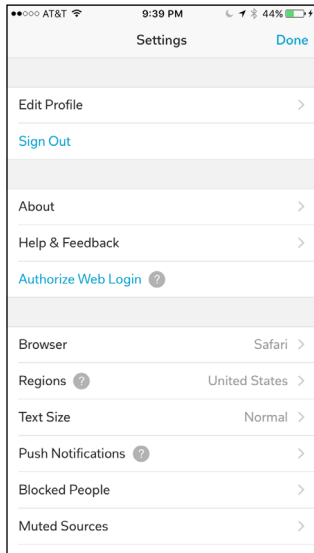 AT&T 9:39 PM 44%
Settings Done
Edit Profile
Sign Out
About
Help & Feedback
Authorize Web Login ?
Browser Safari
Regions ? United States
Text Size Normal
Push Notifications ?
Blocked People
Muted Sources